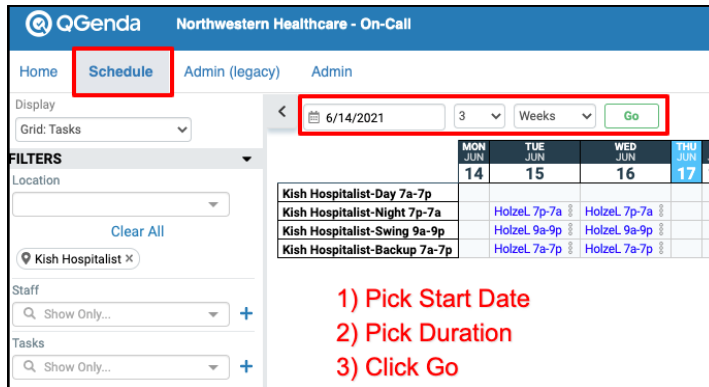 QGenda Northwestern Healthcare - On-Call
Home Schedule Admin (legacy) Admin
Display
Grid: Tasks
6/14/2021 3 Weeks Go
FILTERS
Location
Clear All
Kish Hospitalist ×
Staff
Show Only...
Tasks
Show Only...
MON TUE WED THU
JUN JUN JUN JUN
14 15 16 17
Kish Hospitalist-Day 7a-7p
Kish Hospitalist-Night 7p-7a HolzeL 7p-7a HolzeL 7p-7a
Kish Hospitalist-Swing 9a-9p HolzeL 9a-9p HolzeL 9a-9p
Kish Hospitalist-Backup 7a-7p HolzeL 7a-7p HolzeL 7a-7p
1) Pick Start Date
2) Pick Duration
3) Click Go